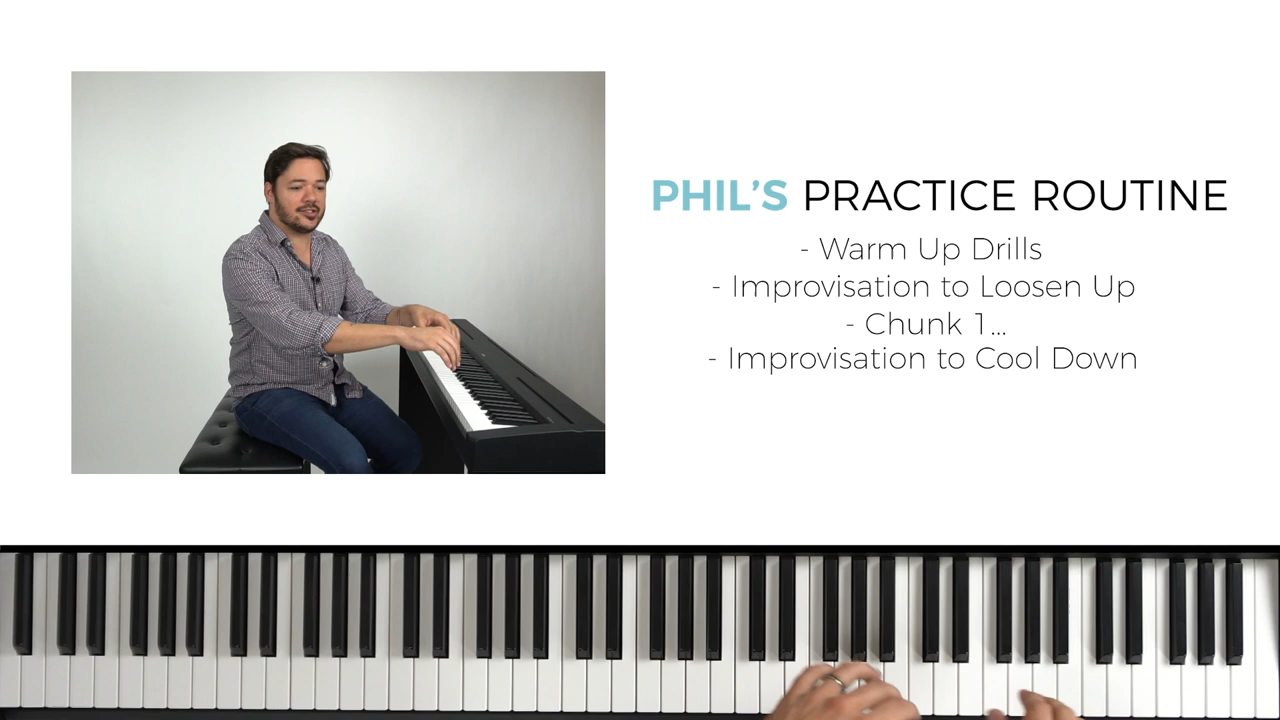 PHIL'S PRACTICE ROUTINE
- Warm Up Drills
- Improvisation to Loosen Up
- Chunk 1...
- Improvisation to Cool Down